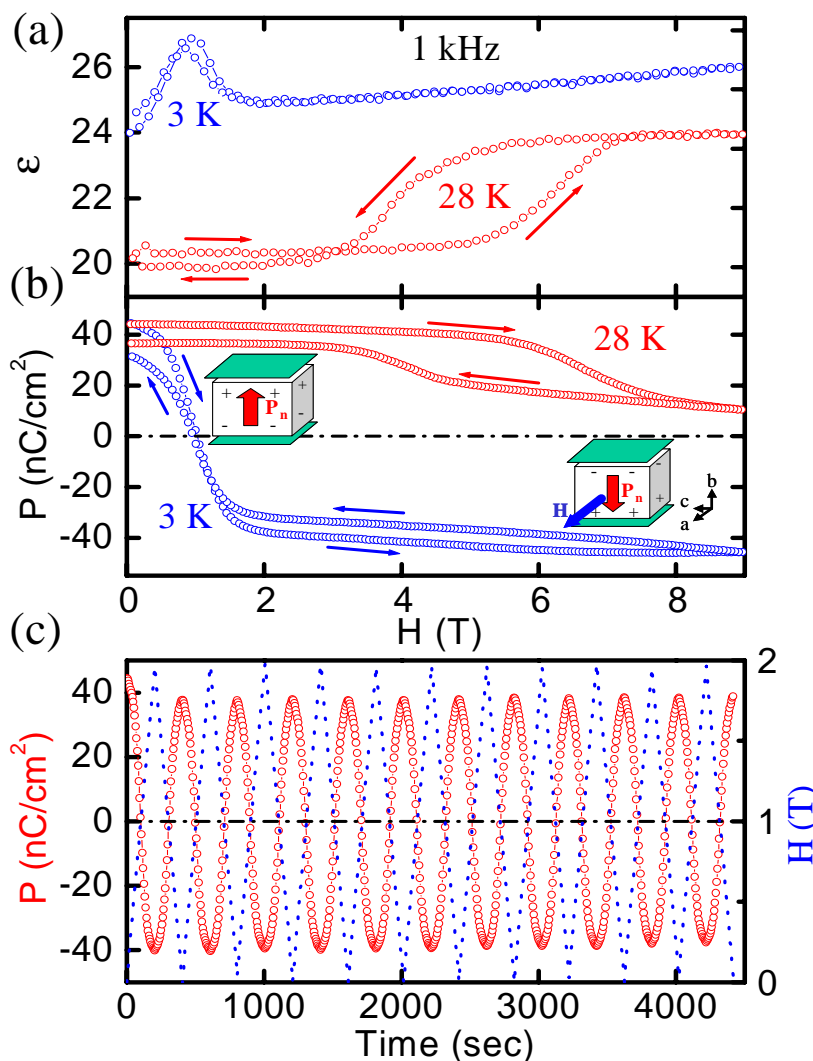 (a)
1 kHz
26
3 K
24
ε
28 K
22
20
(b)
40
28 K
20
+ + +
P_n
+
- -
-
P (nC/cm²)
0
- -
-20
3 K
H
P_n
+
+ +
b
c
a
-40
0 2 4 6 8
H (T)
(c)
40
2
20
P (nC/cm²)
0
1
H (T)
-20
-40
0
0 1000 2000 3000 4000
Time (sec)